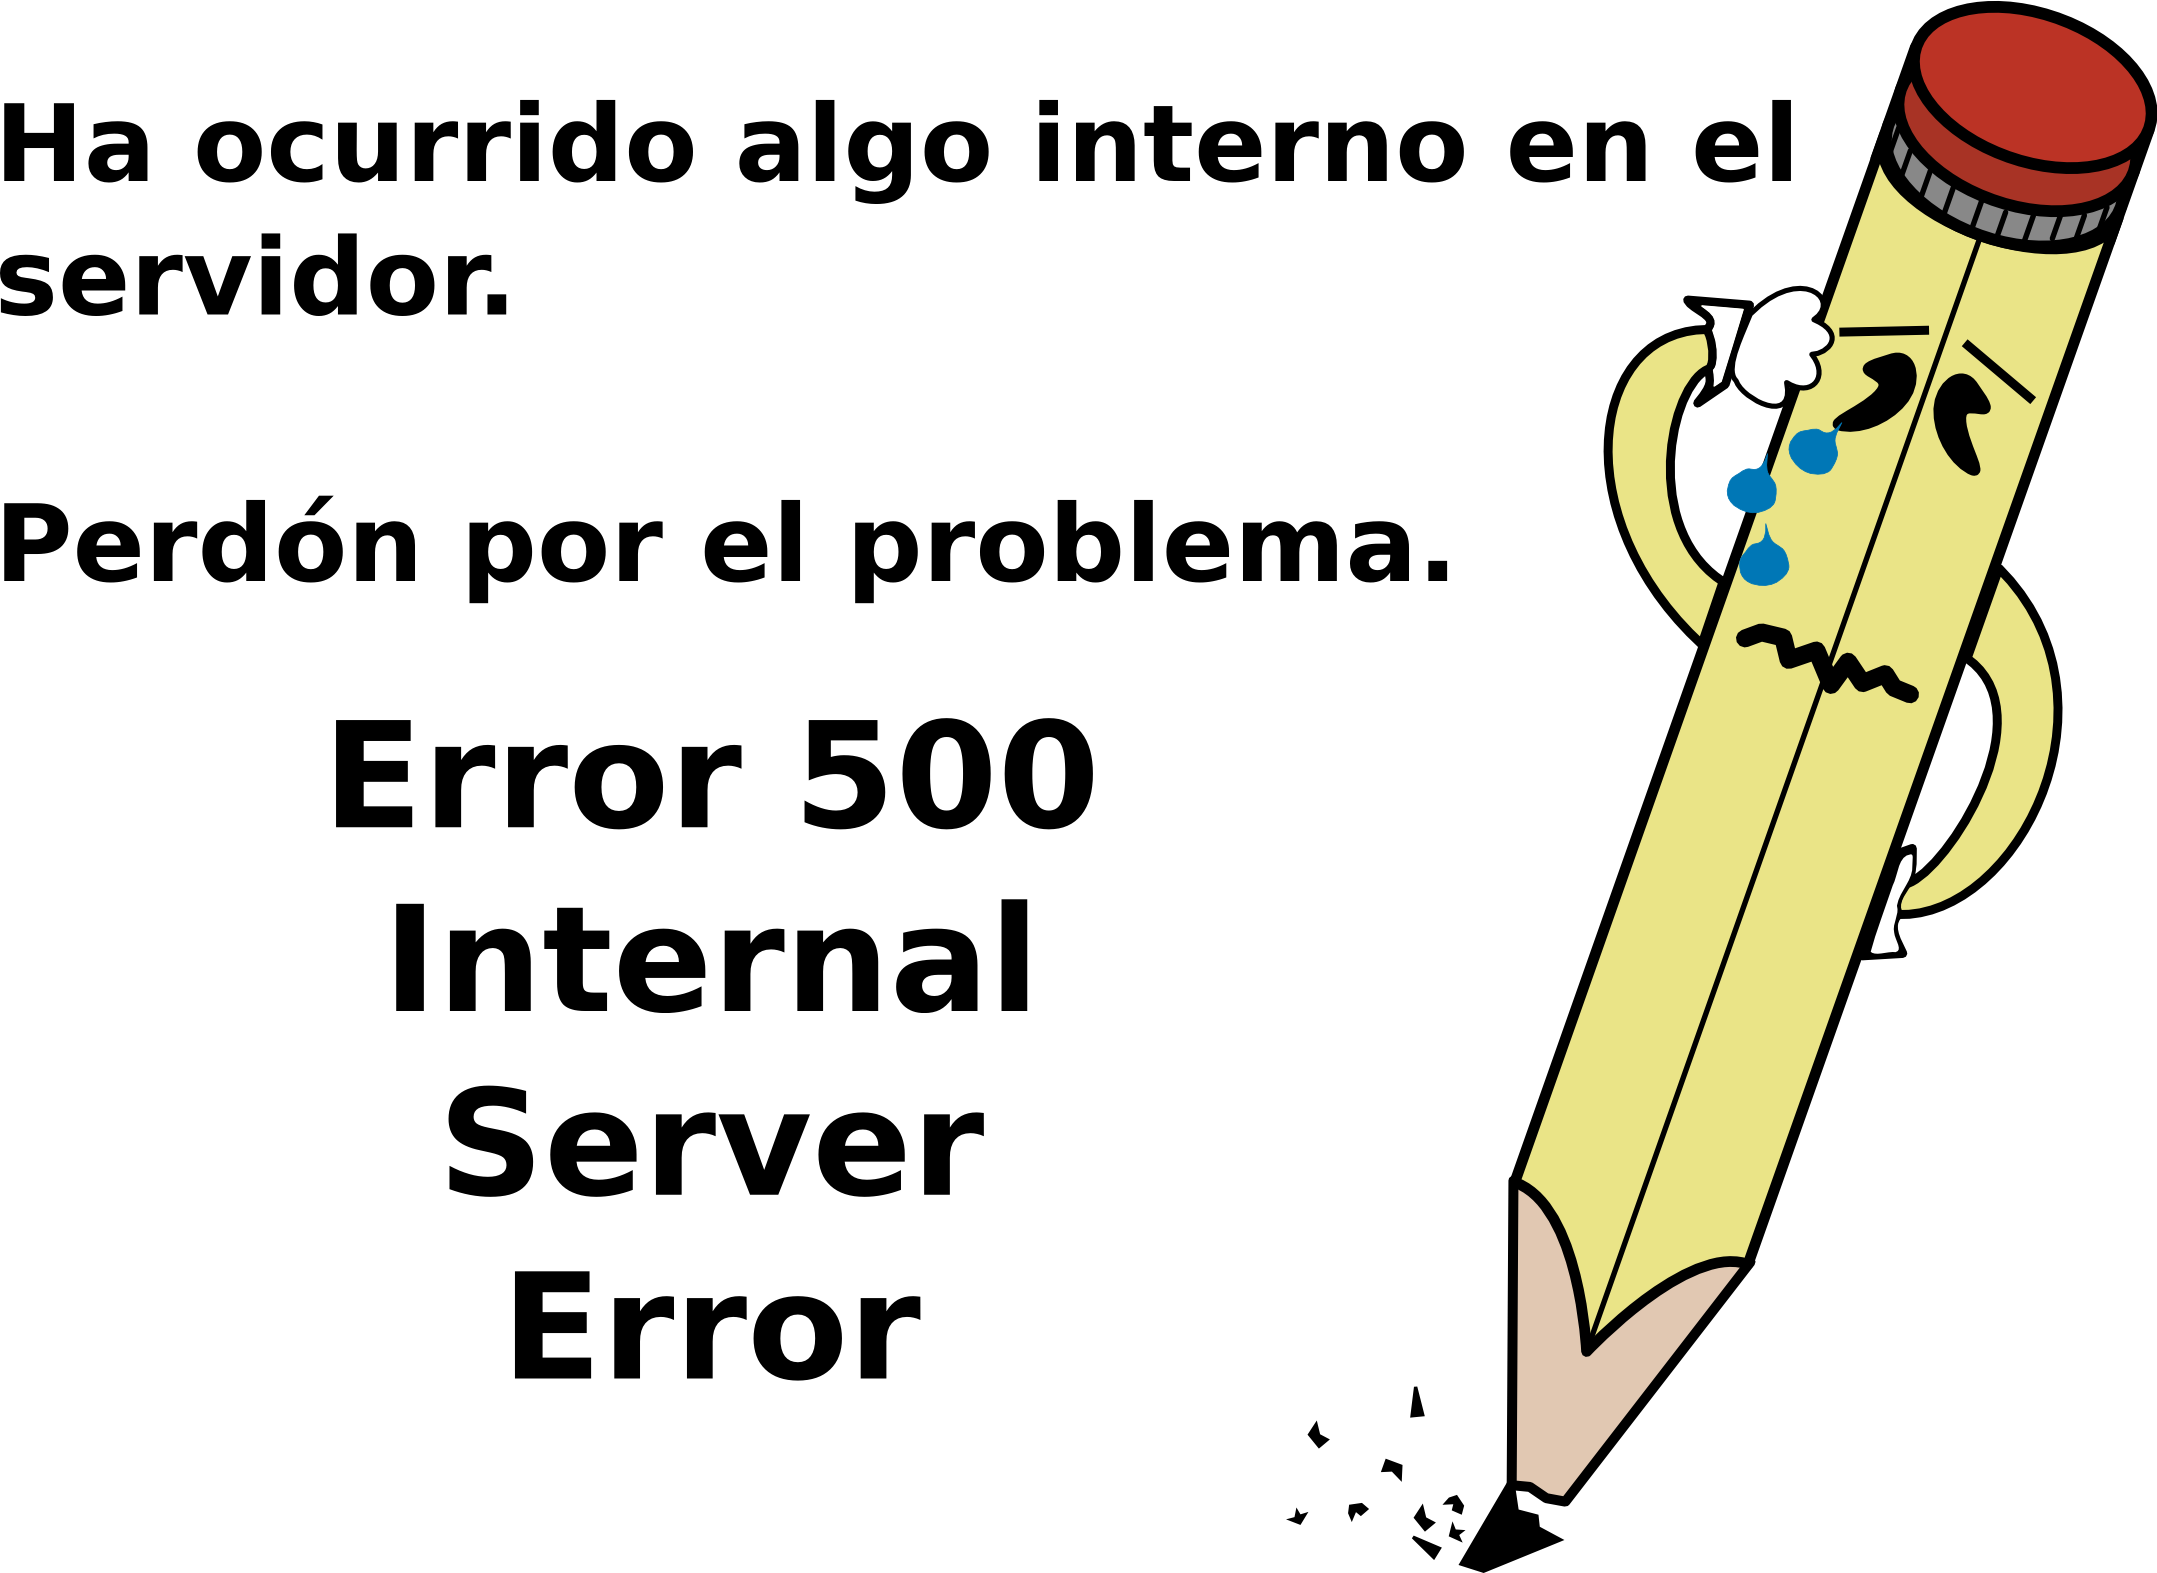 Ha ocurrido algo interno en el
servidor.
Perdón por el problema.
Error 500
Internal
Server
Error